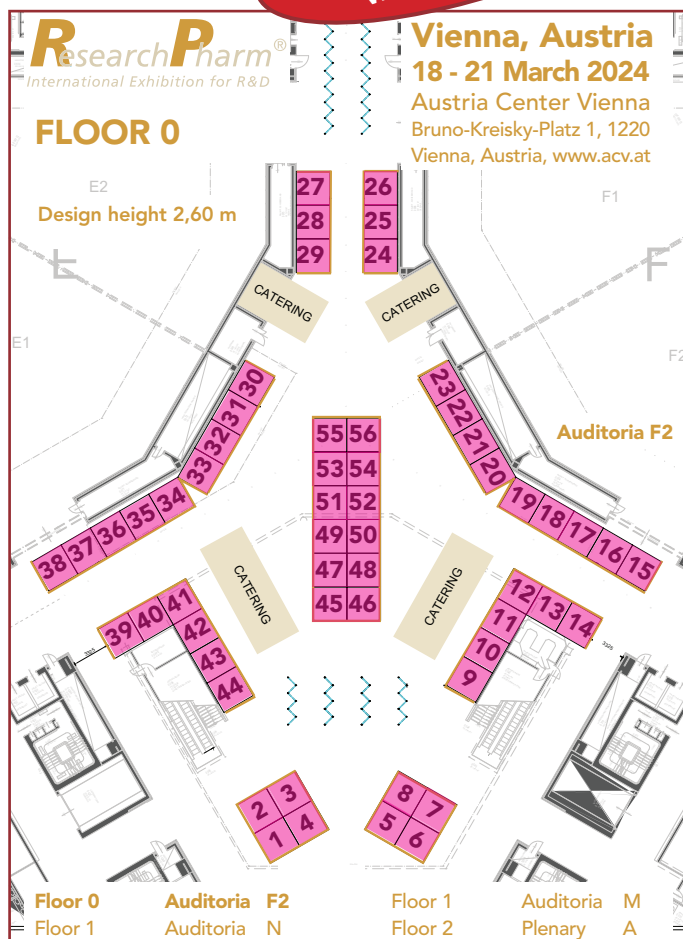 ResearchPharm®
International Exhibition for R&D
Vienna, Austria
18 - 21 March 2024
Austria Center Vienna
Bruno-Kreisky-Platz 1, 1220
Vienna, Austria, www.acv.at
FLOOR 0
Design height 2,60 m
E2
F1
E
F
E1
F2
27
28
29
26
25
24
CATERING
CATERING
30
31
32
33
34
35
36
37
38
23
22
21
20
19
18
17
16
15
Auditoria F2
55 56
53 54
51 52
49 50
47 48
45 46
CATERING
CATERING
39
40
41
42
43
44
12
13
14
11
10
9
2
3
1
4
8
7
5
6
Floor 0 Auditoria F2 Floor 1 Auditoria M
Floor 1 Auditoria N Floor 2 Plenary A